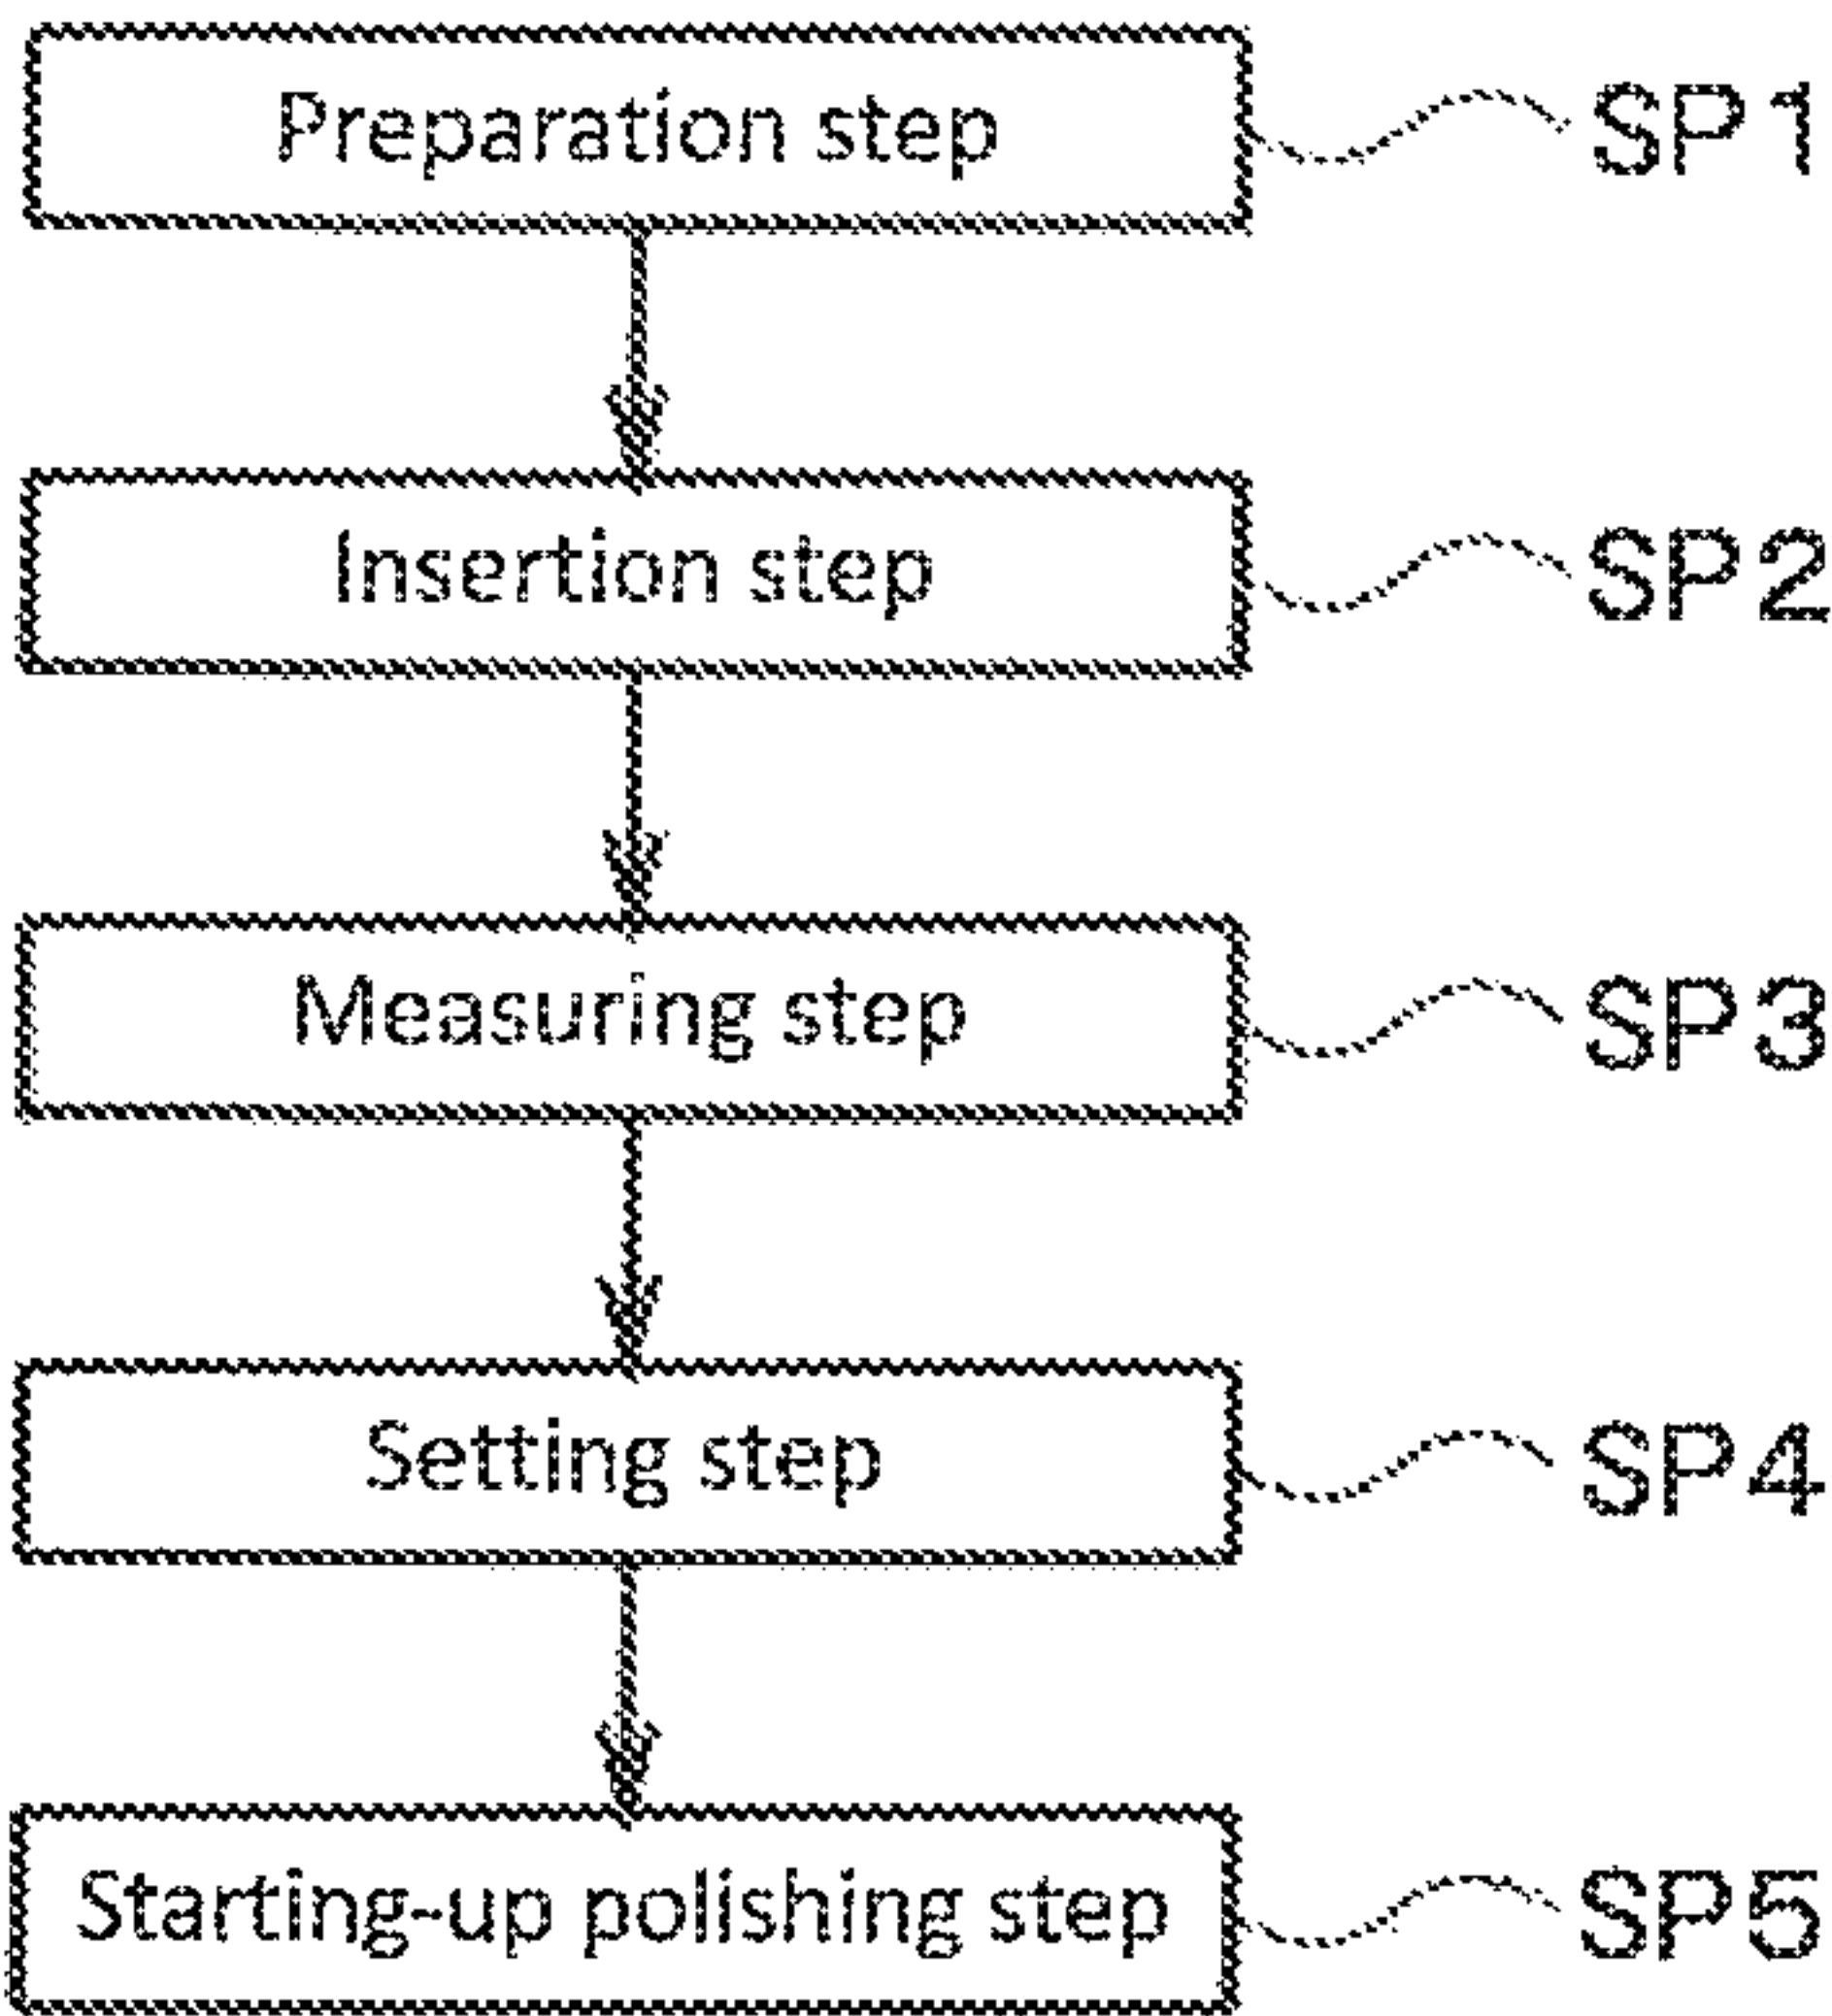 Preparation step SP1
Insertion step SP2
Measuring step SP3
Setting step SP4
Starting-up polishing step SP5